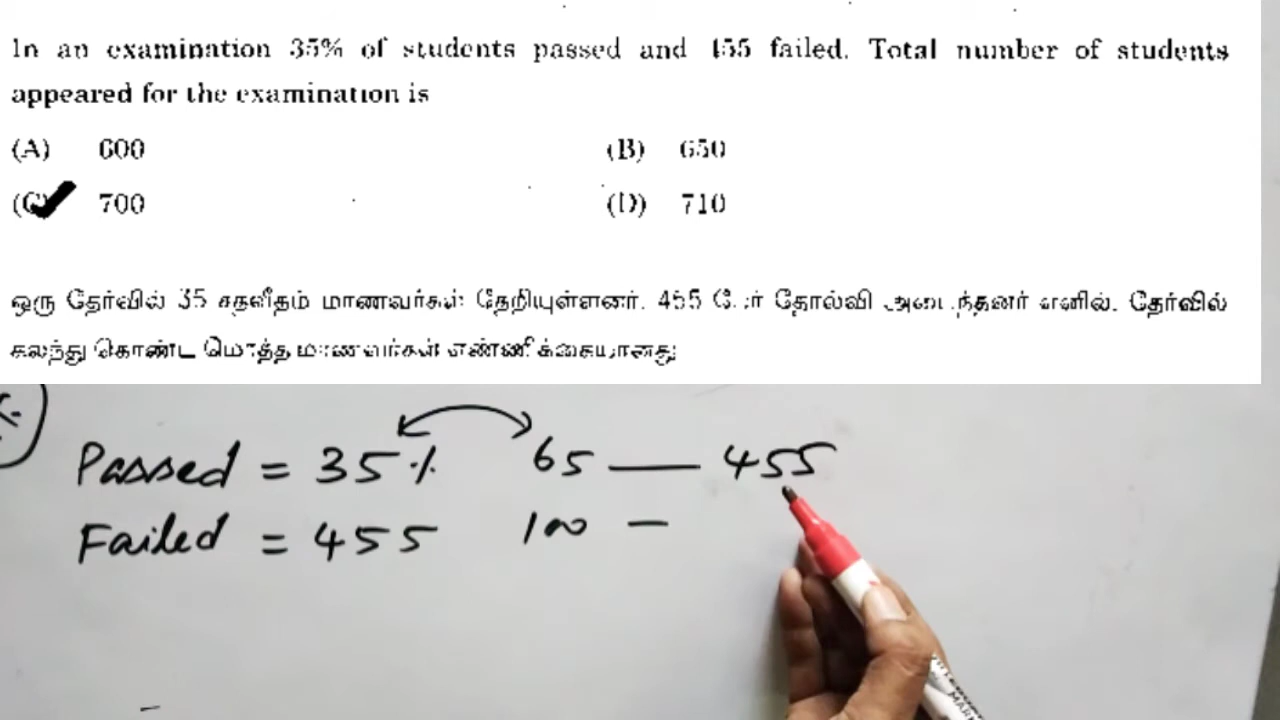 In an examination 35% of students passed and 455 failed. Total number of students
appeared for the examination is
(A) 600 (B) 650
(C) 700 (D) 710
ஒரு தேர்வில் 35 சதவீதம் மாணவர்கள் தேறியுள்ளனர். 455 பேர் தோல்வி அடைந்தனர் எனில். தேர்வில்
கலந்து கொண்ட மொத்த மாணவர்கள் எண்ணிக்கையானது
Passed = 35% 65 — 455
Failed = 455 100 —